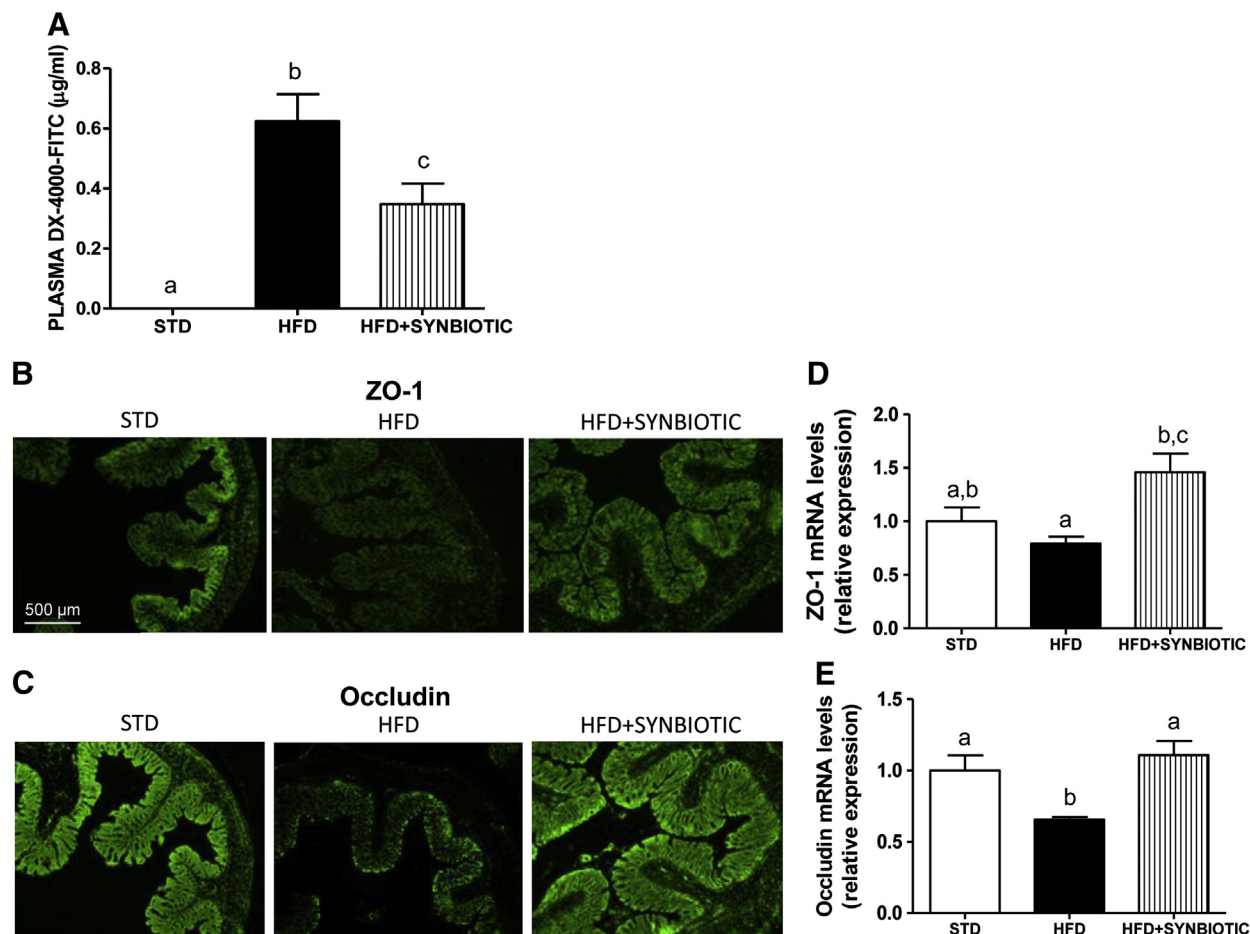 A
PLASMA DX-4000-FITC (µg/ml)
0.8
0.6
0.4
0.2
0.0
a
b
c
STD
HFD
HFD+SYNBIOTIC
B
ZO-1
STD
HFD
HFD+SYNBIOTIC
500 µm
C
Occludin
STD
HFD
HFD+SYNBIOTIC
D
ZO-1 mRNA levels
(relative expression)
2.0
1.5
1.0
0.5
0.0
a,b
a
b,c
STD
HFD
HFD+SYNBIOTIC
E
Occludin mRNA levels
(relative expression)
1.5
1.0
0.5
0.0
a
b
a
STD
HFD
HFD+SYNBIOTIC